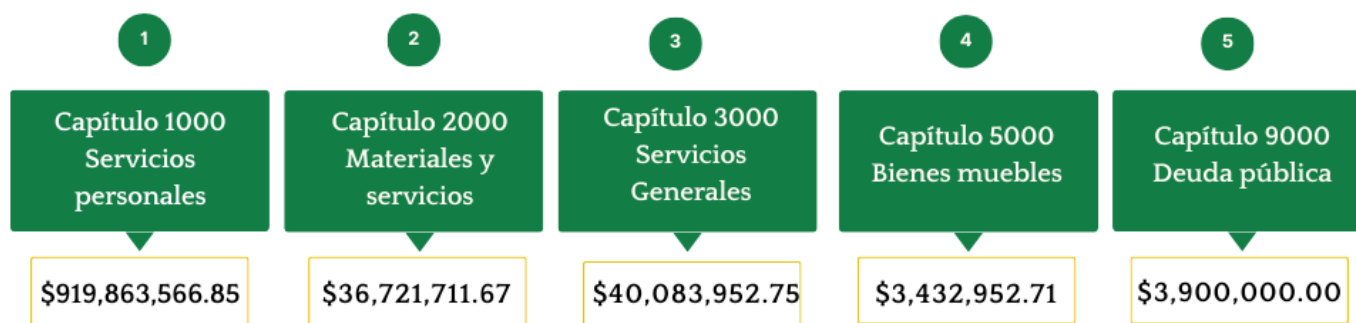 1
Capítulo 1000
Servicios
personales
$919,863,566.85
2
Capítulo 2000
Materiales y
servicios
$36,721,711.67
3
Capítulo 3000
Servicios
Generales
$40,083,952.75
4
Capítulo 5000
Bienes muebles
$3,432,952.71
5
Capítulo 9000
Deuda pública
$3,900,000.00